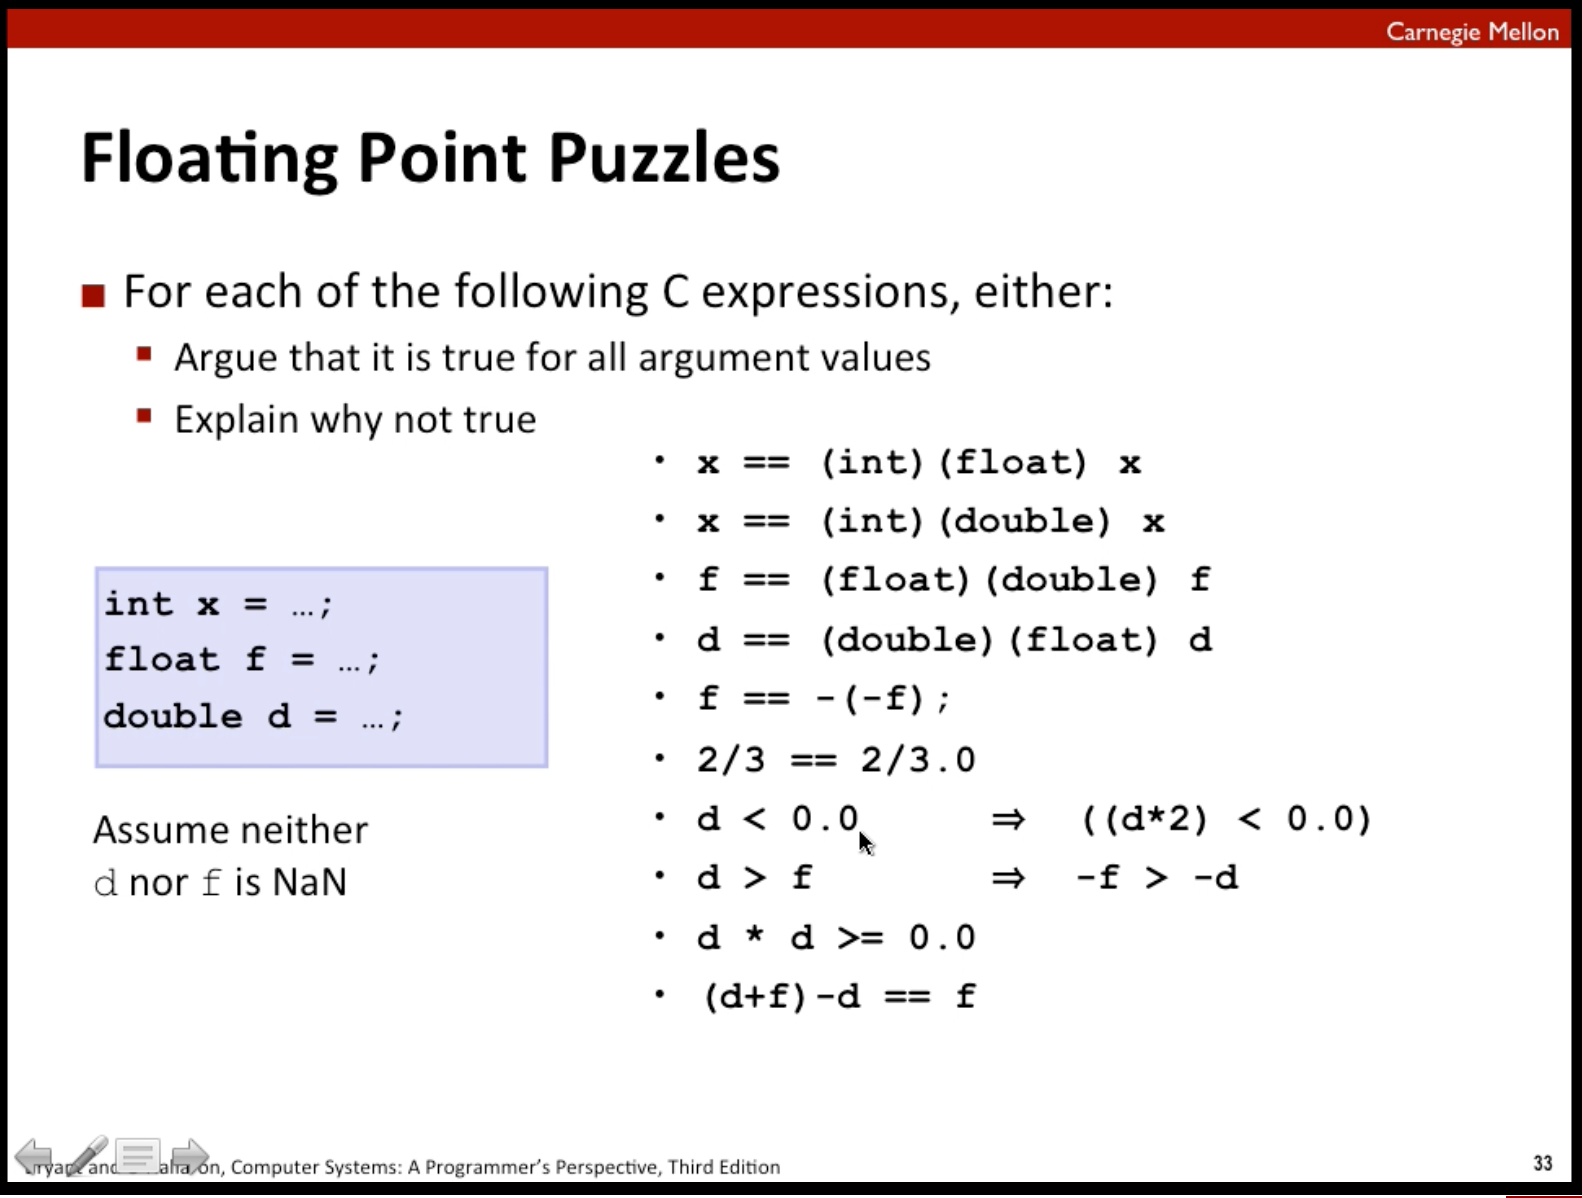 Carnegie Mellon
Floating Point Puzzles
For each of the following C expressions, either:
Argue that it is true for all argument values
Explain why not true
int x = …;
float f = …;
double d = …;
Assume neither
d nor f is NaN
• x == (int)(float) x
• x == (int)(double) x
• f == (float)(double) f
• d == (double)(float) d
• f == -(-f);
• 2/3 == 2/3.0
• d < 0.0 ⇒ ((d*2) < 0.0)
• d > f ⇒ -f > -d
• d * d >= 0.0
• (d+f)-d == f
and on, Computer Systems: A Programmer's Perspective, Third Edition
33